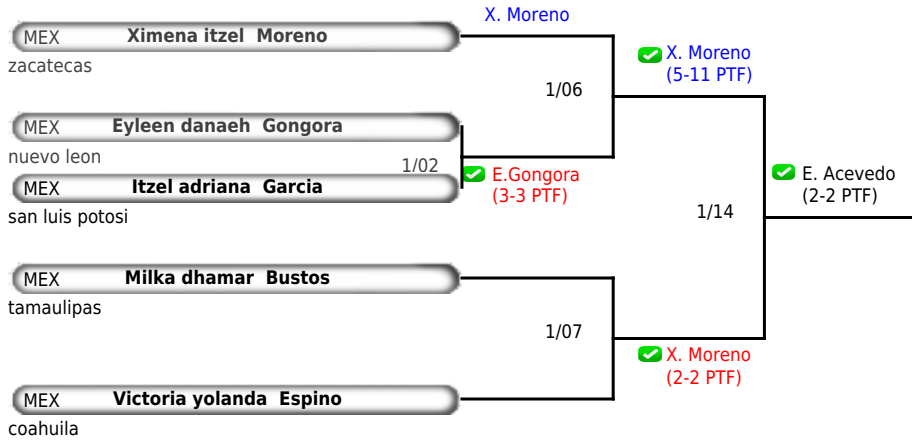 X. Moreno
MEX Ximena itzel Moreno
zacatecas
X. Moreno
(5-11 PTF)
1/06
MEX Eyleen danaeh Gongora
nuevo leon
1/02
E.Gongora
(3-3 PTF)
MEX Itzel adriana Garcia
san luis potosi
E. Acevedo
(2-2 PTF)
1/14
MEX Milka dhamar Bustos
tamaulipas
1/07
X. Moreno
(2-2 PTF)
MEX Victoria yolanda Espino
coahuila